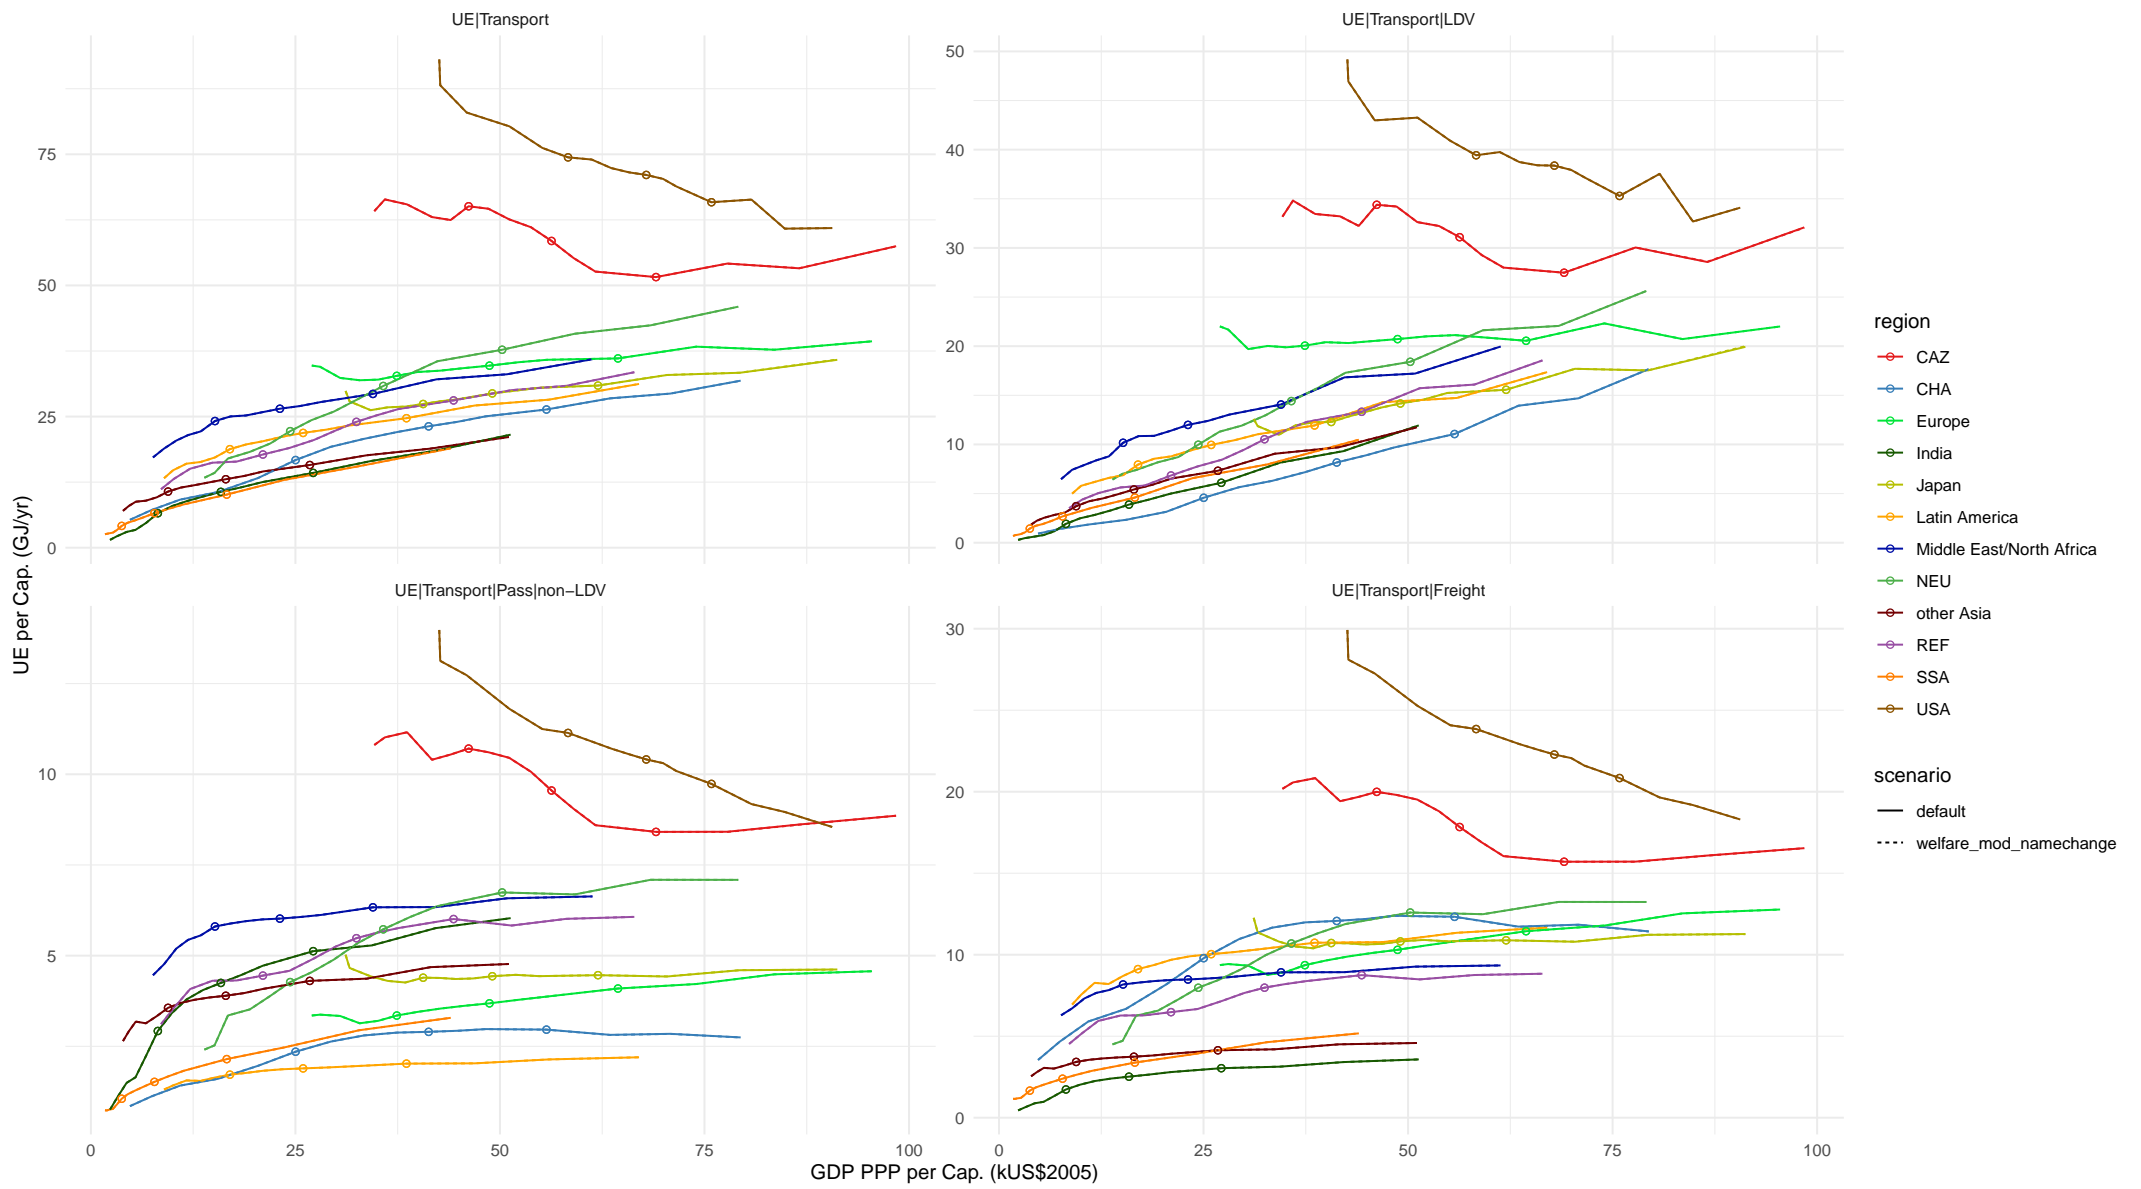 UE|Transport
UE|Transport|LDV
75
50
25
0
50
40
30
20
10
0
UE|Transport|Pass|non−LDV
UE|Transport|Freight
10
5
30
20
10
0
0 25 50 75 100
0 25 50 75 100
GDP PPP per Cap. (kUS$2005)
UE per Cap. (GJ/yr)
region
CAZ
CHA
Europe
India
Japan
Latin America
Middle East/North Africa
NEU
other Asia
REF
SSA
USA
scenario
default
welfare_mod_namechange